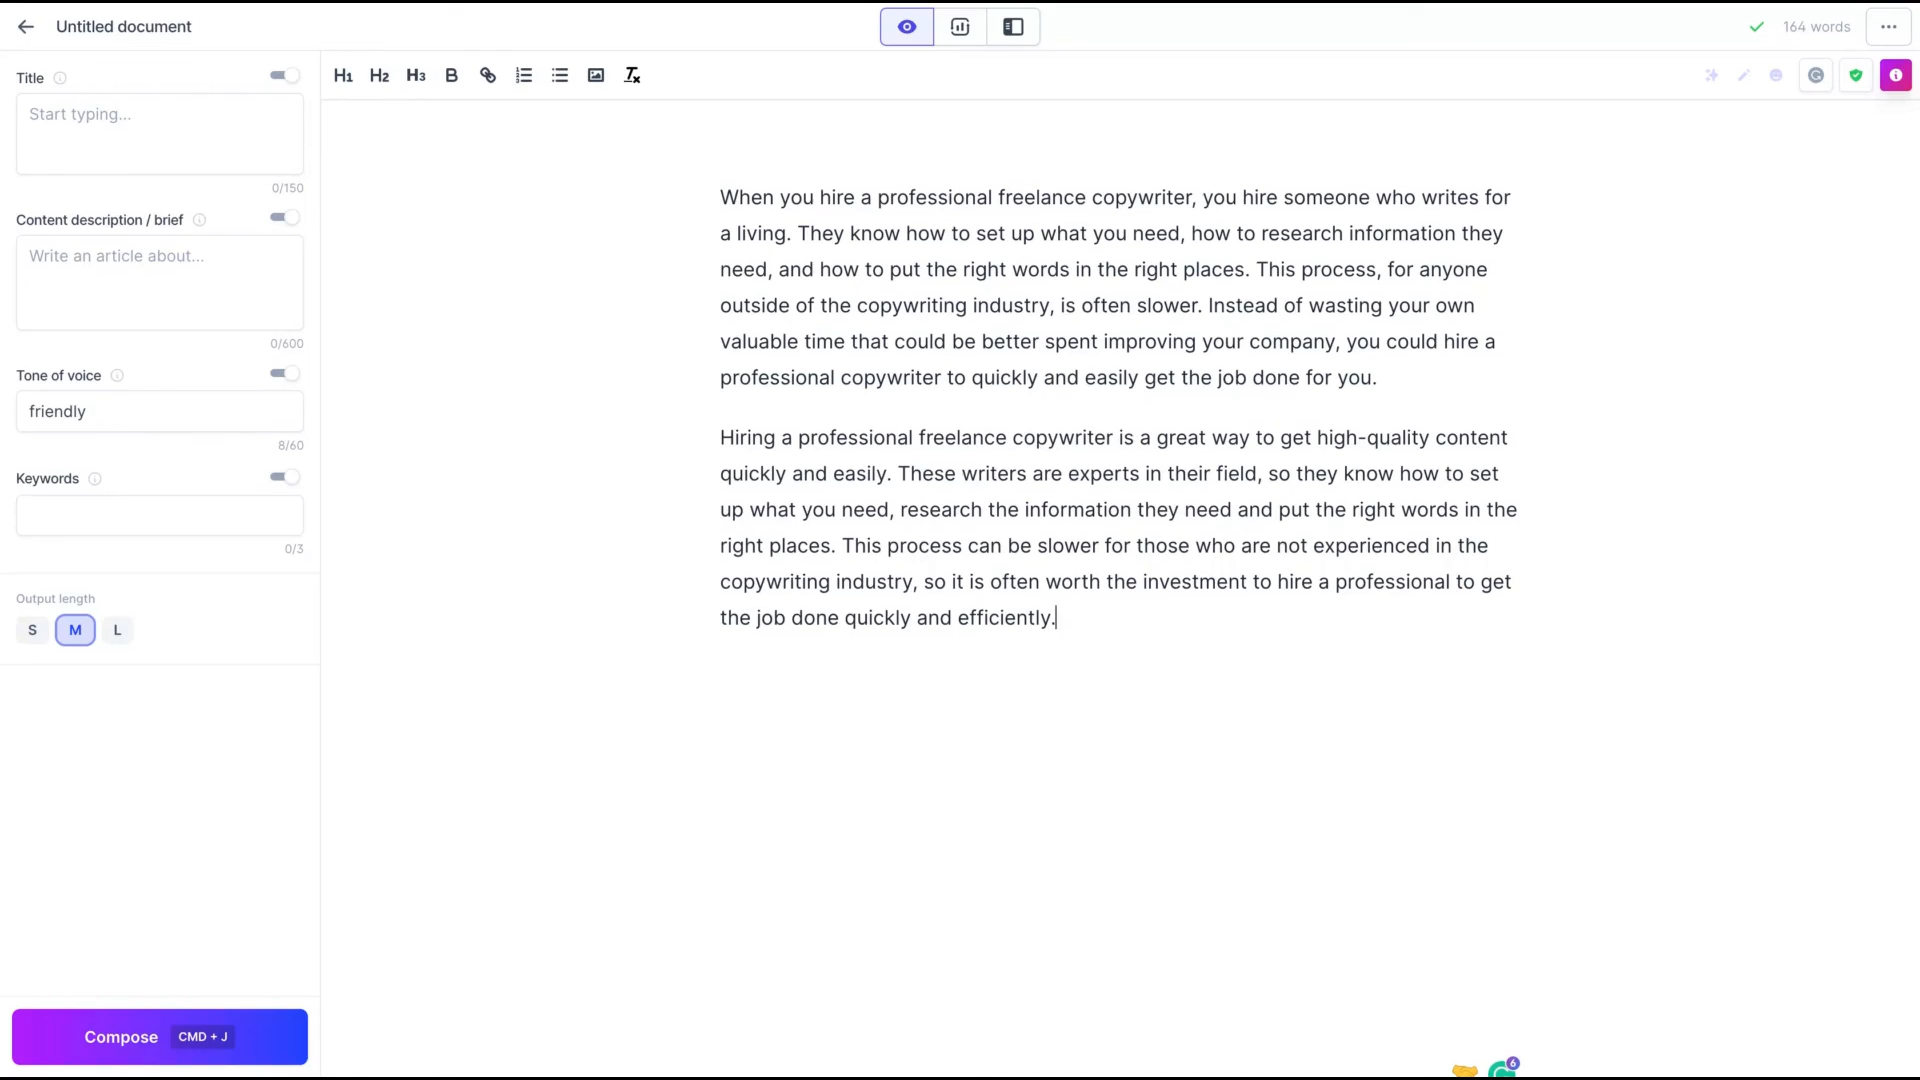 Untitled document
164 words
Title
Start typing...
0/150
Content description / brief
Write an article about...
0/600
Tone of voice
friendly
8/60
Keywords
0/3
Output length
S M L
Compose CMD + J
H1 H2 H3 B
When you hire a professional freelance copywriter, you hire someone who writes for
a living. They know how to set up what you need, how to research information they
need, and how to put the right words in the right places. This process, for anyone
outside of the copywriting industry, is often slower. Instead of wasting your own
valuable time that could be better spent improving your company, you could hire a
professional copywriter to quickly and easily get the job done for you.
Hiring a professional freelance copywriter is a great way to get high-quality content
quickly and easily. These writers are experts in their field, so they know how to set
up what you need, research the information they need and put the right words in the
right places. This process can be slower for those who are not experienced in the
copywriting industry, so it is often worth the investment to hire a professional to get
the job done quickly and efficiently.
6